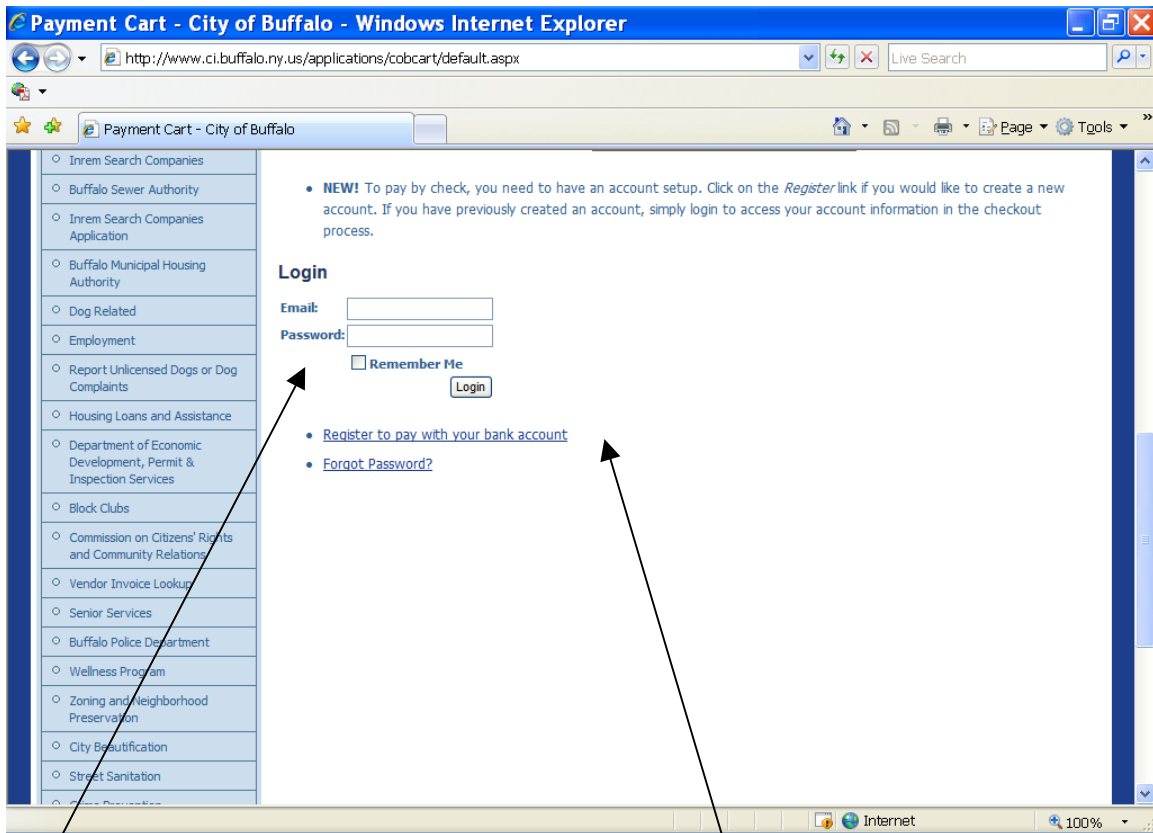 Payment Cart - City of Buffalo - Windows Internet Explorer
http://www.ci.buffalo.ny.us/applications/cobcart/default.aspx
Live Search
Payment Cart - City of Buffalo
Page
Tools
»
Inrem Search Companies
Buffalo Sewer Authority
Inrem Search Companies
Application
Buffalo Municipal Housing
Authority
Dog Related
Employment
Report Unlicensed Dogs or Dog
Complaints
Housing Loans and Assistance
Department of Economic
Development, Permit &
Inspection Services
Block Clubs
Commission on Citizens' Rights
and Community Relations
Vendor Invoice Lookup
Senior Services
Buffalo Police Department
Wellness Program
Zoning and Neighborhood
Preservation
City Beautification
Street Sanitation
NEW! To pay by check, you need to have an account setup. Click on the Register link if you would like to create a new
account. If you have previously created an account, simply login to access your account information in the checkout
process.
Login
Email:
Password:
Remember Me
Login
Register to pay with your bank account
Forgot Password?
Internet
100%